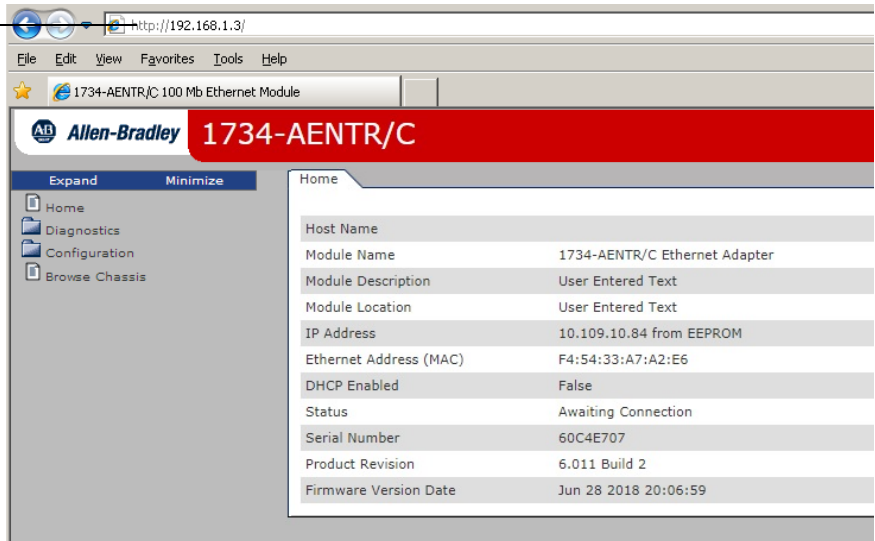 http://192.168.1.3/
File Edit View Favorites Tools Help
1734-AENTR/C 100 Mb Ethernet Module
AB Allen-Bradley 1734-AENTR/C
Expand Minimize
Home
Diagnostics
Configuration
Browse Chassis
Home
Host Name
Module Name 1734-AENTR/C Ethernet Adapter
Module Description User Entered Text
Module Location User Entered Text
IP Address 10.109.10.84 from EEPROM
Ethernet Address (MAC) F4:54:33:A7:A2:E6
DHCP Enabled False
Status Awaiting Connection
Serial Number 60C4E707
Product Revision 6.011 Build 2
Firmware Version Date Jun 28 2018 20:06:59